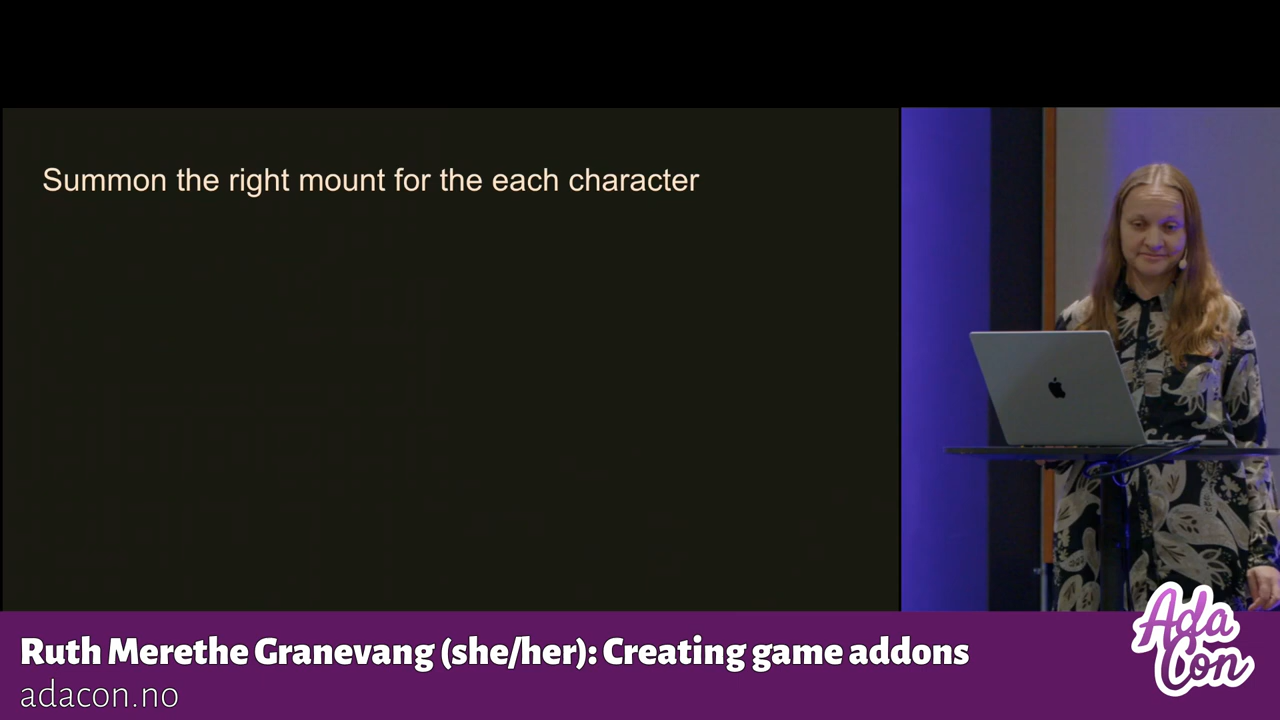 Summon the right mount for the each character
Ruth Merethe Granevang (she/her): Creating game addons
adacon.no
Ada
Con